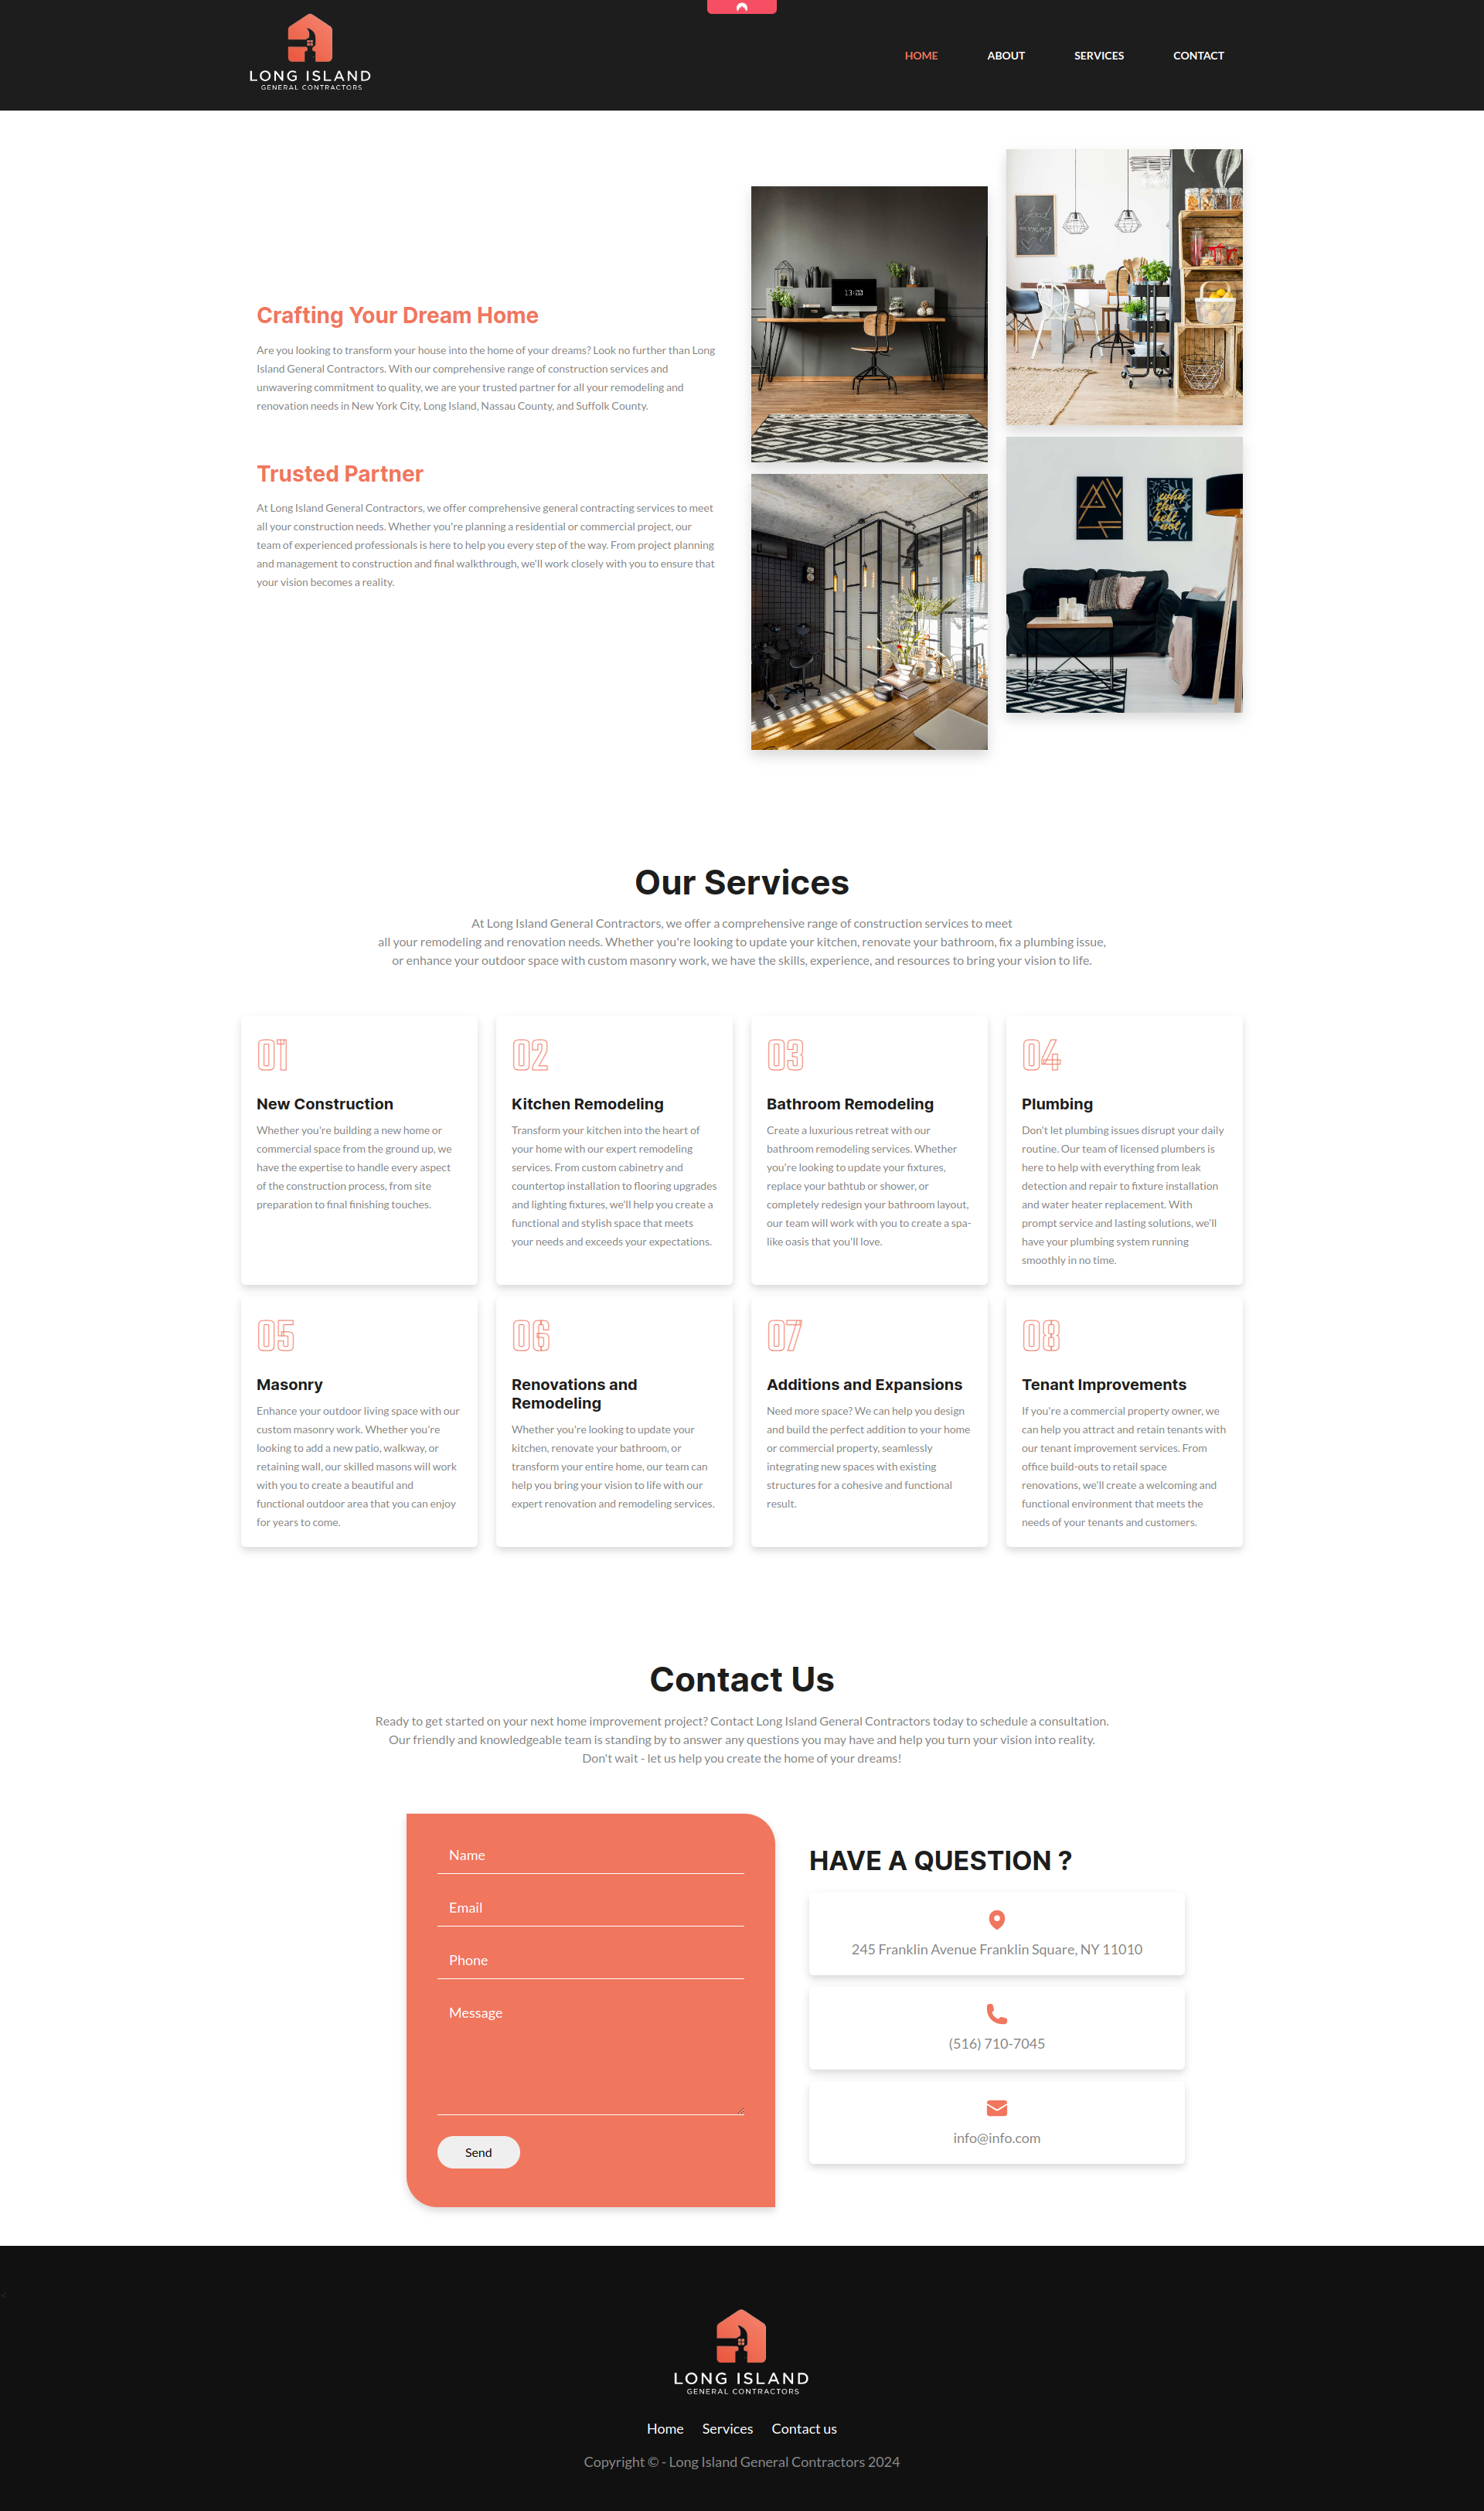 LONG ISLAND
GENERAL CONTRACTORS
HOME
ABOUT
SERVICES
CONTACT
good
morning
13:03
why
the
hell
not
Crafting Your Dream Home
Are you looking to transform your house into the home of your dreams? Look no further than Long
Island General Contractors. With our comprehensive range of construction services and
unwavering commitment to quality, we are your trusted partner for all your remodeling and
renovation needs in New York City, Long Island, Nassau County, and Suffolk County.
Trusted Partner
At Long Island General Contractors, we offer comprehensive general contracting services to meet
all your construction needs. Whether you're planning a residential or commercial project, our
team of experienced professionals is here to help you every step of the way. From project planning
and management to construction and final walkthrough, we'll work closely with you to ensure that
your vision becomes a reality.
Our Services
At Long Island General Contractors, we offer a comprehensive range of construction services to meet
all your remodeling and renovation needs. Whether you're looking to update your kitchen, renovate your bathroom, fix a plumbing issue,
or enhance your outdoor space with custom masonry work, we have the skills, experience, and resources to bring your vision to life.
01
New Construction
Whether you're building a new home or
commercial space from the ground up, we
have the expertise to handle every aspect
of the construction process, from site
preparation to final finishing touches.
02
Kitchen Remodeling
Transform your kitchen into the heart of
your home with our expert remodeling
services. From custom cabinetry and
countertop installation to flooring upgrades
and lighting fixtures, we'll help you create a
functional and stylish space that meets
your needs and exceeds your expectations.
03
Bathroom Remodeling
Create a luxurious retreat with our
bathroom remodeling services. Whether
you're looking to update your fixtures,
replace your bathtub or shower, or
completely redesign your bathroom layout,
our team will work with you to create a spa-
like oasis that you'll love.
04
Plumbing
Don't let plumbing issues disrupt your daily
routine. Our team of licensed plumbers is
here to help with everything from leak
detection and repair to fixture installation
and water heater replacement. With
prompt service and lasting solutions, we'll
have your plumbing system running
smoothly in no time.
05
Masonry
Enhance your outdoor living space with our
custom masonry work. Whether you're
looking to add a new patio, walkway, or
retaining wall, our skilled masons will work
with you to create a beautiful and
functional outdoor area that you can enjoy
for years to come.
06
Renovations and
Remodeling
Whether you're looking to update your
kitchen, renovate your bathroom, or
transform your entire home, our team can
help you bring your vision to life with our
expert renovation and remodeling services.
07
Additions and Expansions
Need more space? We can help you design
and build the perfect addition to your home
or commercial property, seamlessly
integrating new spaces with existing
structures for a cohesive and functional
result.
08
Tenant Improvements
If you're a commercial property owner, we
can help you attract and retain tenants with
our tenant improvement services. From
office build-outs to retail space
renovations, we'll create a welcoming and
functional environment that meets the
needs of your tenants and customers.
Contact Us
Ready to get started on your next home improvement project? Contact Long Island General Contractors today to schedule a consultation.
Our friendly and knowledgeable team is standing by to answer any questions you may have and help you turn your vision into reality.
Don't wait - let us help you create the home of your dreams!
Name
Email
Phone
Message
Send
HAVE A QUESTION ?
245 Franklin Avenue Franklin Square, NY 11010
(516) 710-7045
info@info.com
LONG ISLAND
GENERAL CONTRACTORS
Home
Services
Contact us
Copyright © - Long Island General Contractors 2024